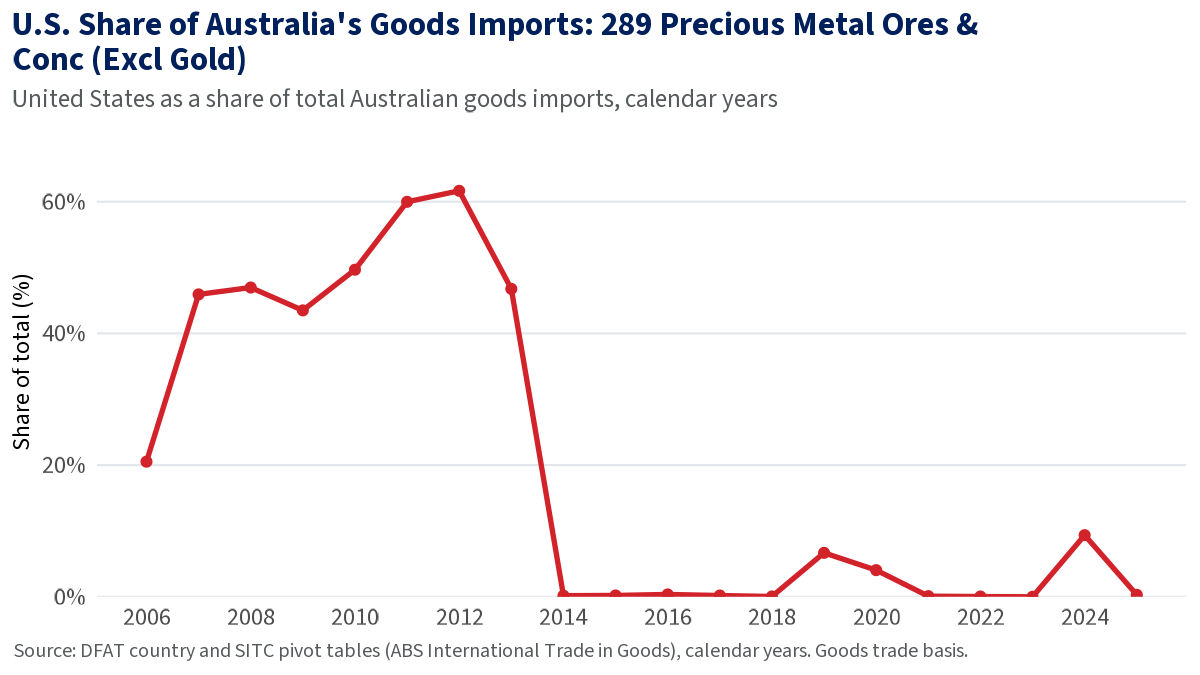 U.S. Share of Australia's Goods Imports: 289 Precious Metal Ores &
Conc (Excl Gold)
United States as a share of total Australian goods imports, calendar years
Share of total (%)
60%
40%
20%
0%
2006 2008 2010 2012 2014 2016 2018 2020 2022 2024
Source: DFAT country and SITC pivot tables (ABS International Trade in Goods), calendar years. Goods trade basis.